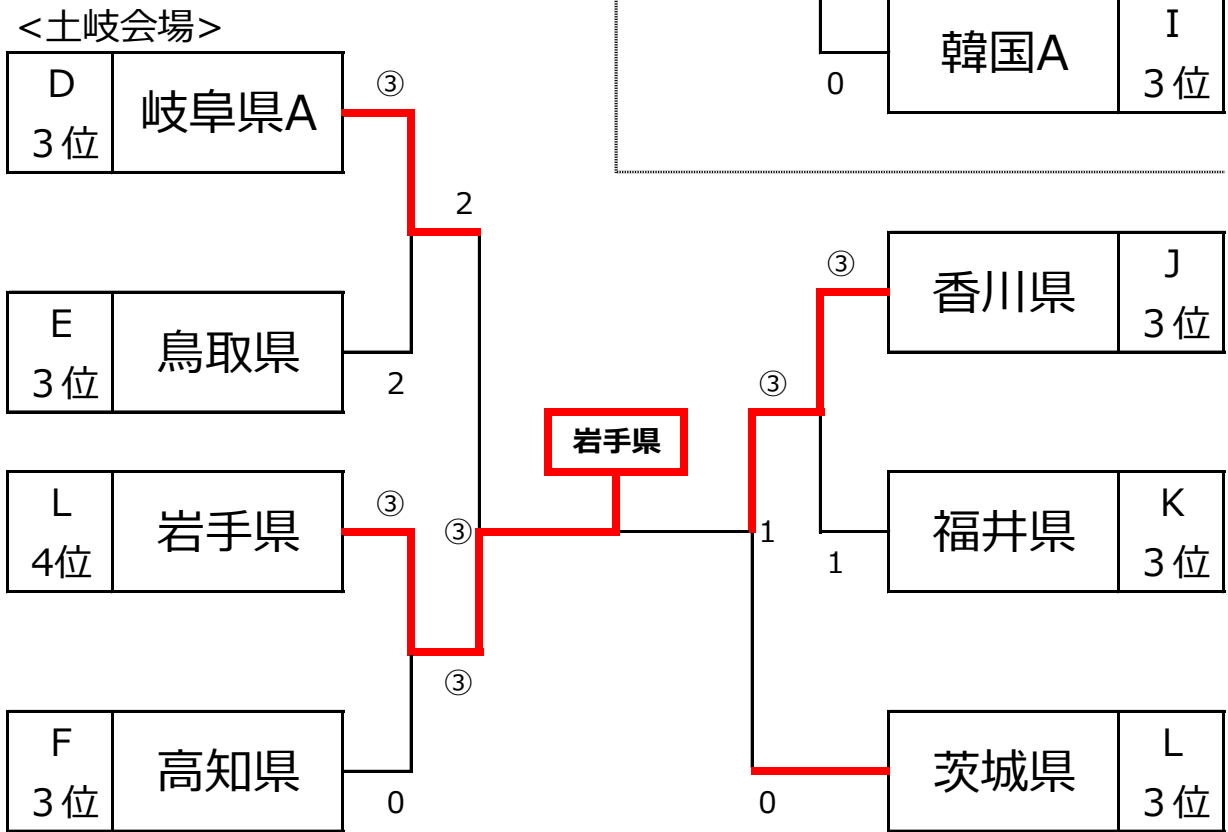 <土岐会場>
D
３位
岐阜県A
③
2
E
３位
鳥取県
2
L
4位
岩手県
③
③
③
F
３位
高知県
0
岩手県
0
韓国A
I
３位
③
香川県
J
３位
③
1
1
福井県
K
３位
0
茨城県
L
３位